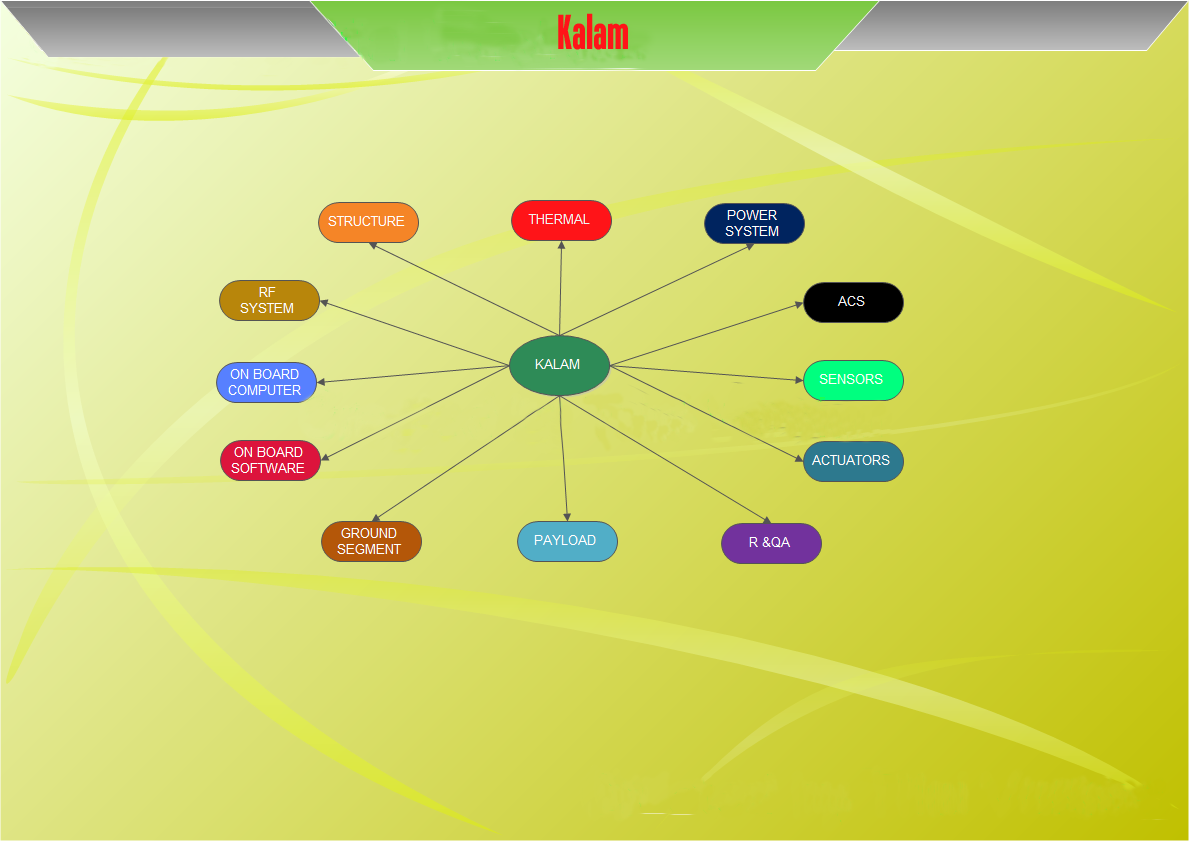 Kalam
STRUCTURE
THERMAL
POWER
SYSTEM
RF
SYSTEM
ACS
KALAM
ON BOARD
COMPUTER
SENSORS
ON BOARD
SOFTWARE
ACTUATORS
GROUND
SEGMENT
PAYLOAD
R &QA